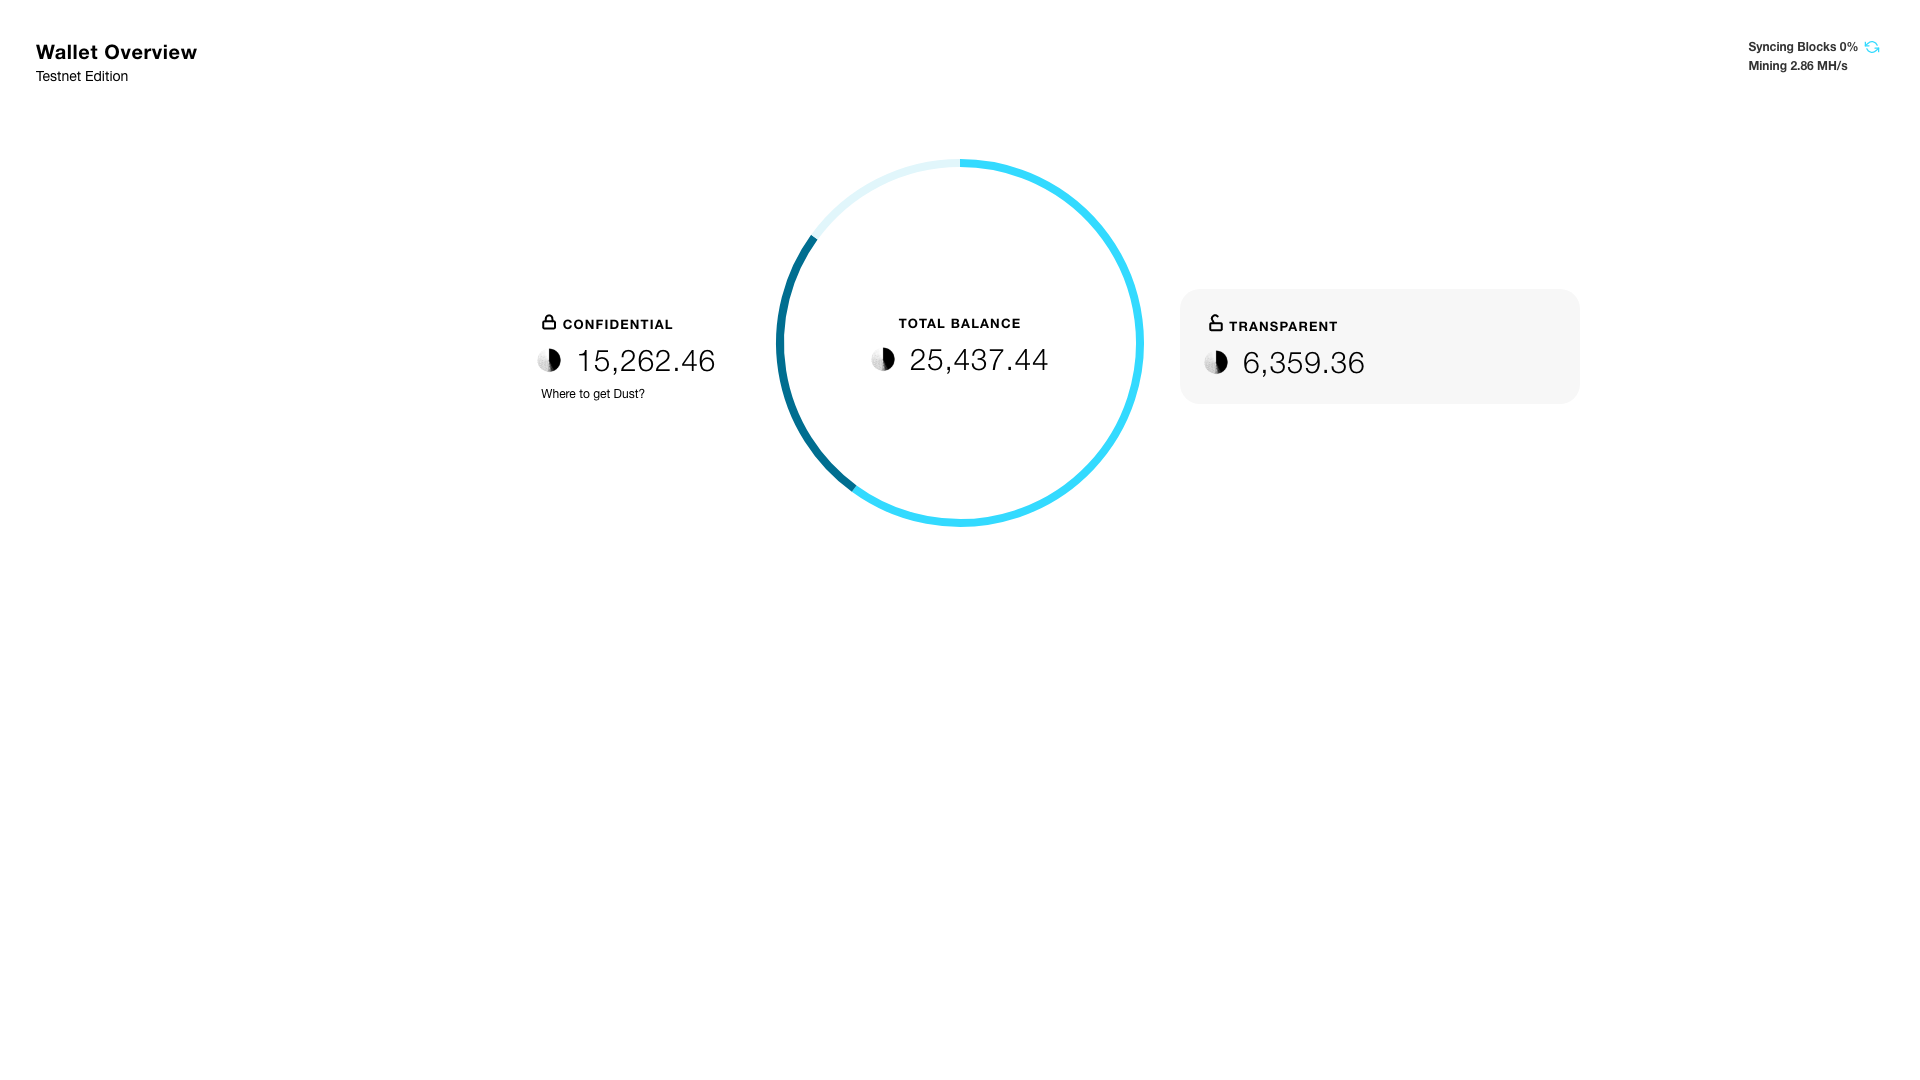 Wallet Overview
Testnet Edition
Syncing Blocks 0%
Mining 2.86 MH/s
CONFIDENTIAL
15,262.46
Where to get Dust?
TOTAL BALANCE
25,437.44
TRANSPARENT
6,359.36